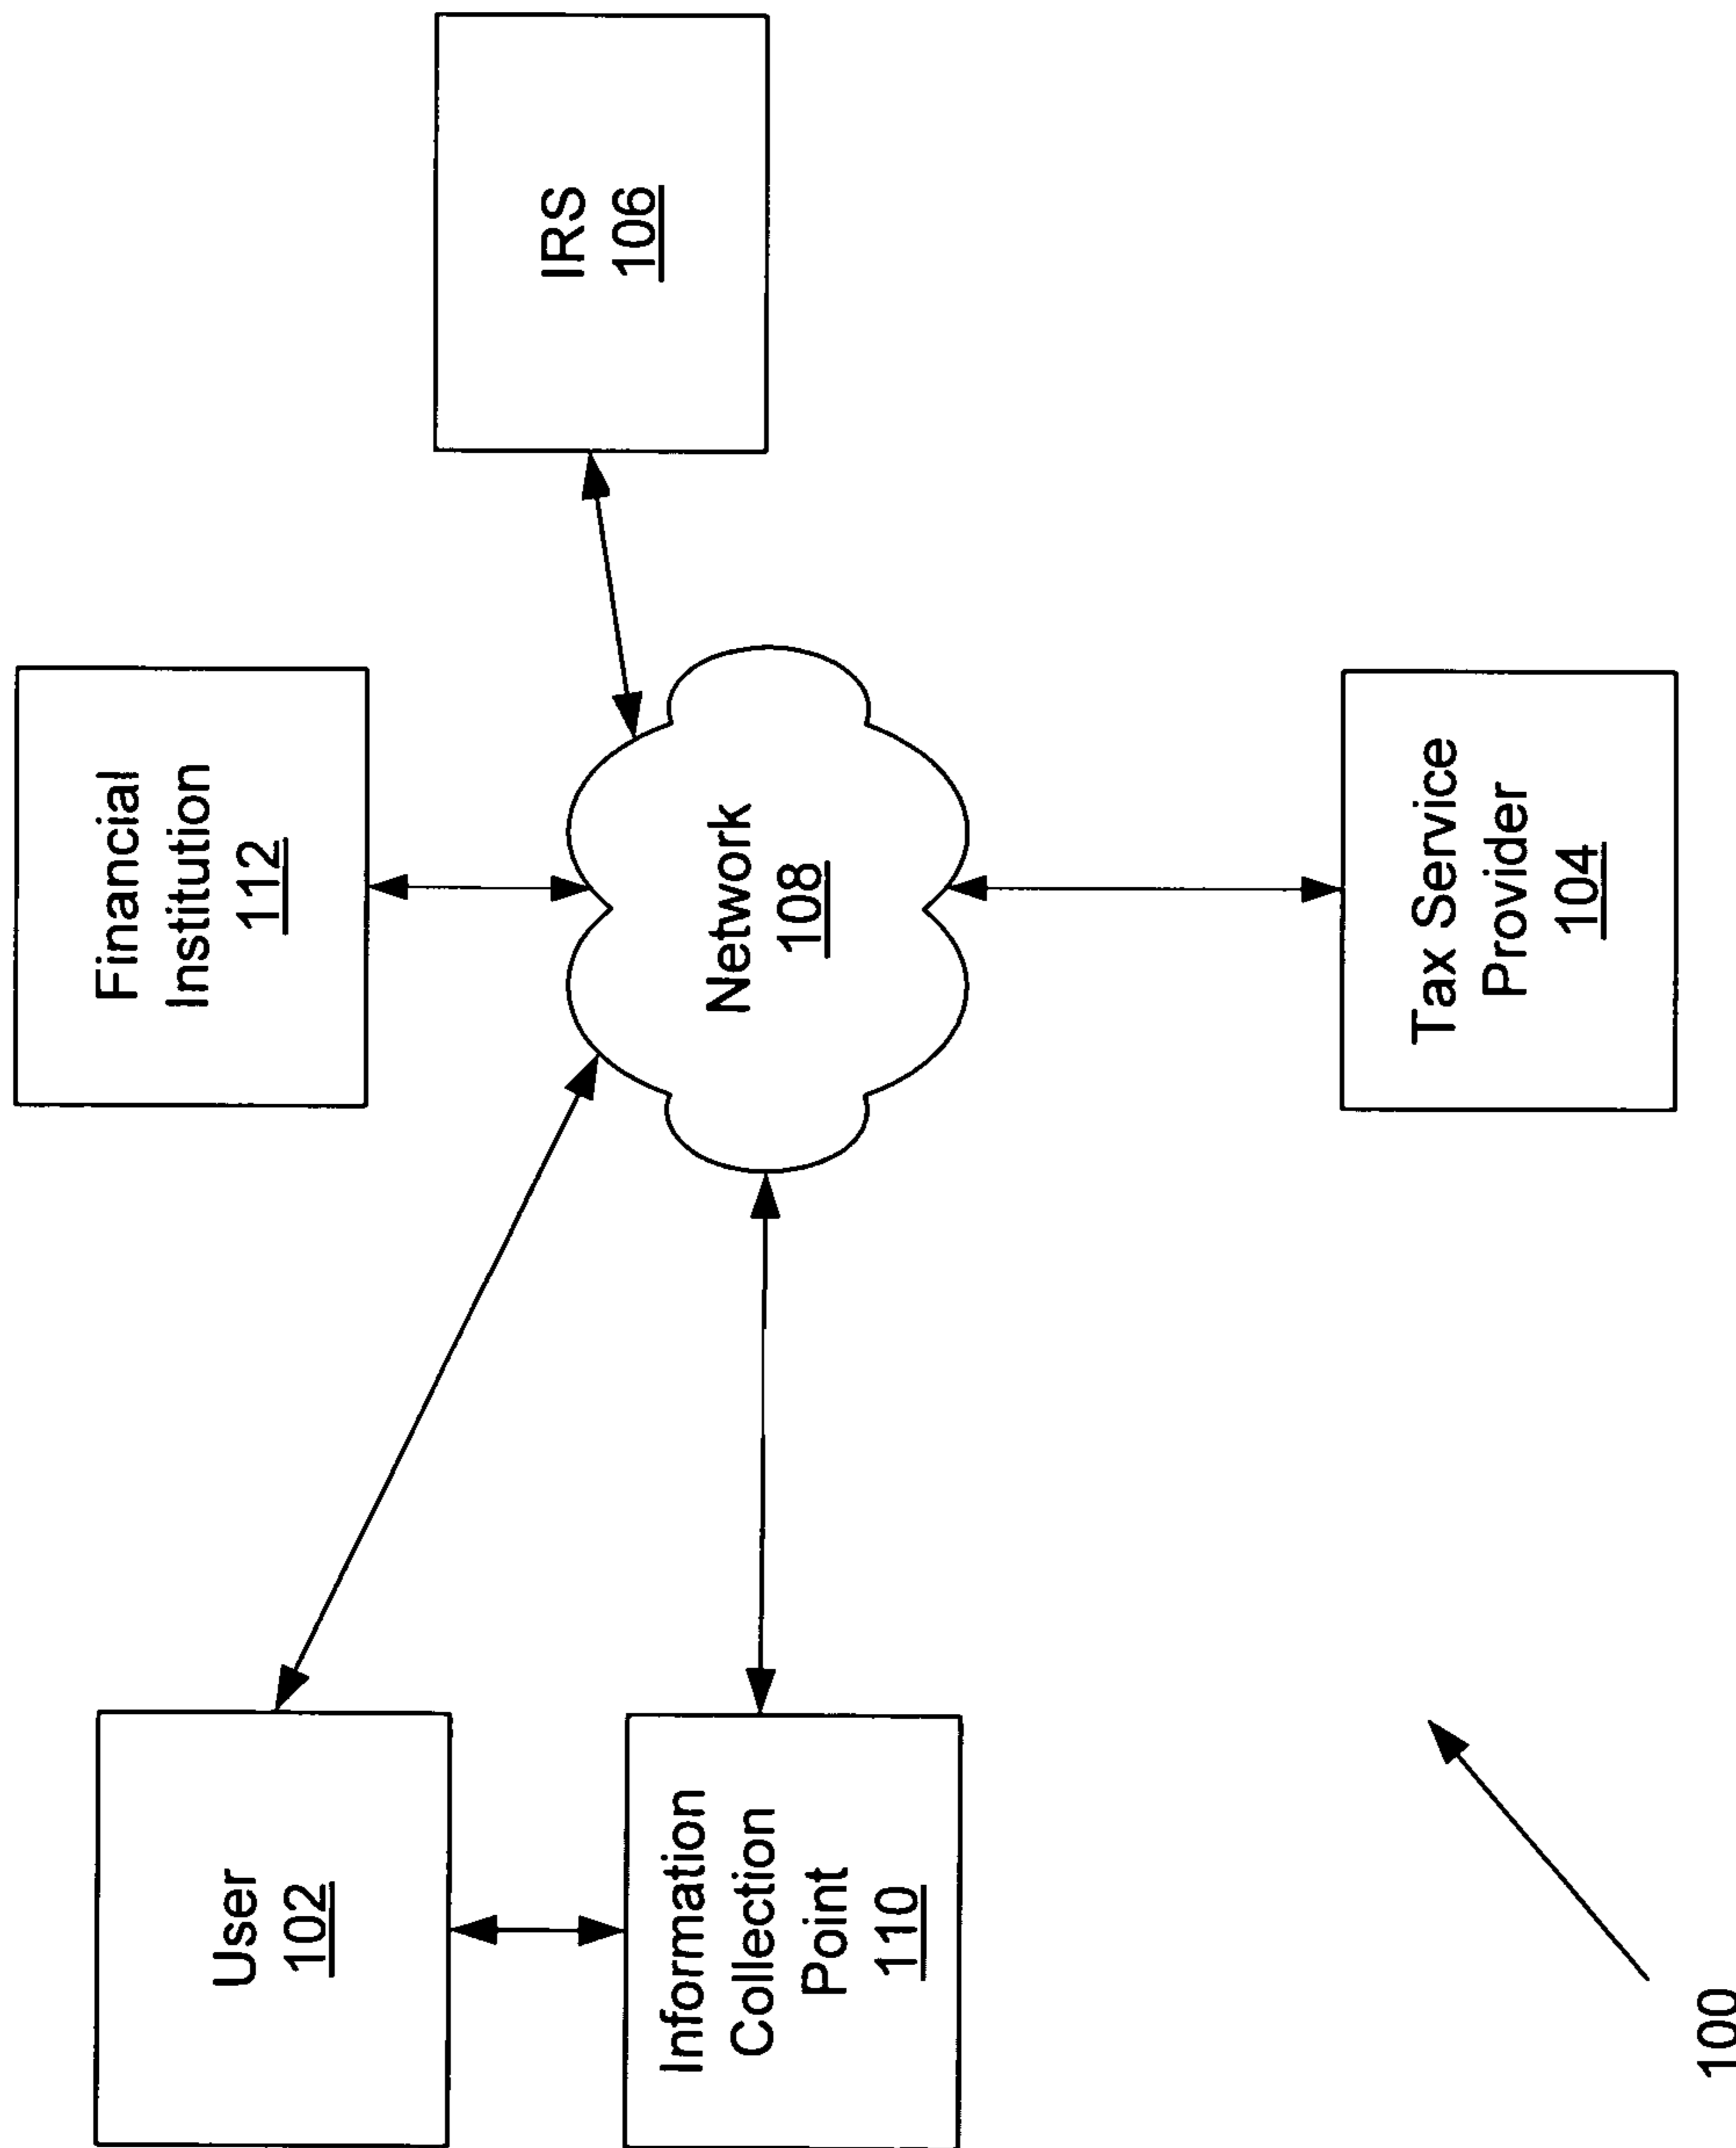 User
102
Financial
Institution
112
IRS
106
Network
108
Information
Collection
Point
110
Tax Service
Provider
104
100